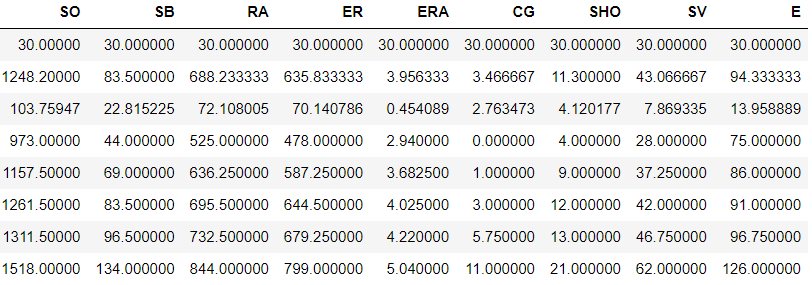 SO SB RA ER ERA CG SHO SV E
30.00000 30.000000 30.000000 30.000000 30.000000 30.000000 30.000000 30.000000 30.000000
1248.20000 83.500000 688.233333 635.833333 3.956333 3.466667 11.300000 43.066667 94.333333
103.75947 22.815225 72.108005 70.140786 0.454089 2.763473 4.120177 7.869335 13.958889
973.00000 44.000000 525.000000 478.000000 2.940000 0.000000 4.000000 28.000000 75.000000
1157.50000 69.000000 636.250000 587.250000 3.682500 1.000000 9.000000 37.250000 86.000000
1261.50000 83.500000 695.500000 644.500000 4.025000 3.000000 12.000000 42.000000 91.000000
1311.50000 96.500000 732.500000 679.250000 4.220000 5.750000 13.000000 46.750000 96.750000
1518.00000 134.000000 844.000000 799.000000 5.040000 11.000000 21.000000 62.000000 126.000000